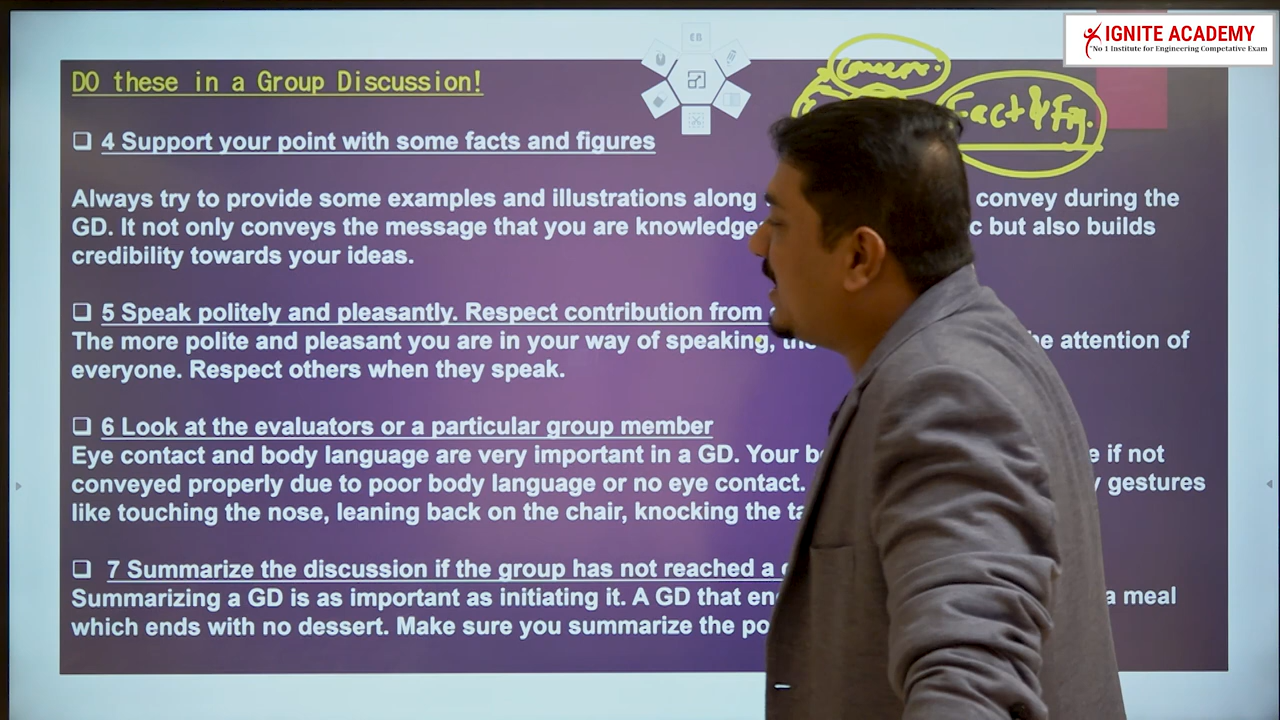 IGNITE ACADEMY
"No 1 Institute for Engineering Competative Exam
EB
DO these in a Group Discussion!
Fact & Fig.
4 Support your point with some facts and figures
Always try to provide some examples and illustrations along convey during the
GD. It not only conveys the message that you are but also builds
credibility towards your ideas.
5 Speak politely and pleasantly. Respect contribution from
The more polite and pleasant you are in your way of speaking, attention of
everyone. Respect others when they speak.
6 Look at the evaluators or a particular group member
Eye contact and body language are very important in a GD. Your if not
conveyed properly due to poor body language or no eye contact. gestures
like touching the nose, leaning back on the chair, knocking the
7 Summarize the discussion if the group has not reached a
Summarizing a GD is as important as initiating it. A GD that a meal
which ends with no dessert. Make sure you summarize the